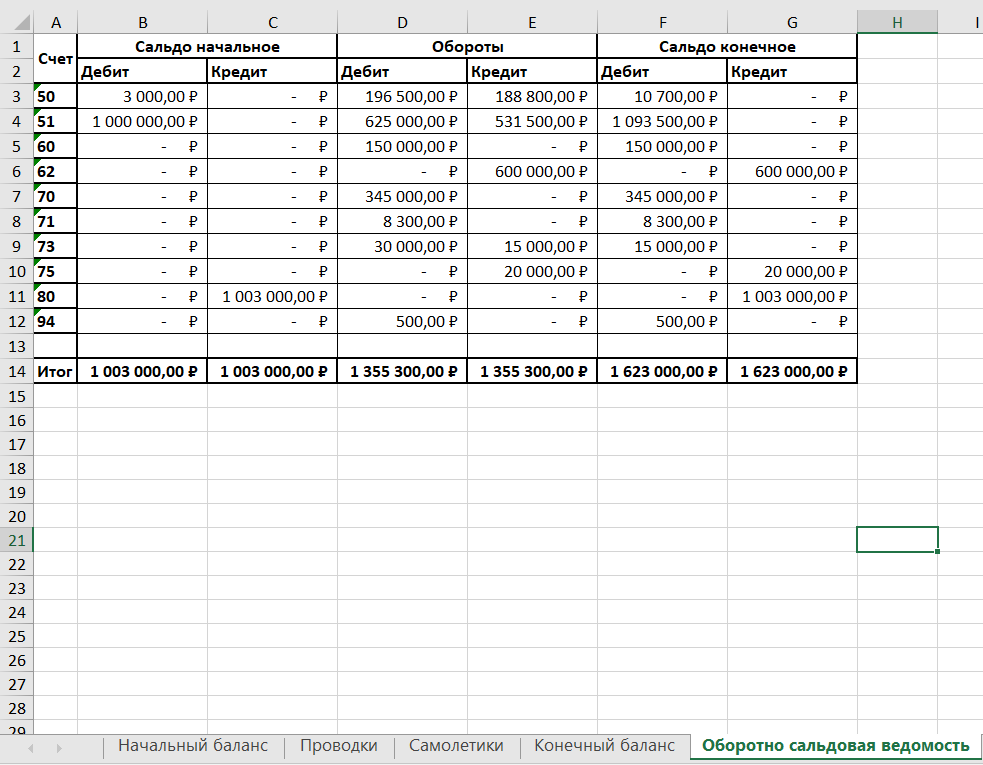 A B C D E F G H I
1 Счет Сальдо начальное Обороты Сальдо конечное
2 Дебит Кредит Дебит Кредит Дебит Кредит
3 50 3 000,00 ₽ - ₽ 196 500,00 ₽ 188 800,00 ₽ 10 700,00 ₽ - ₽
4 51 1 000 000,00 ₽ - ₽ 625 000,00 ₽ 531 500,00 ₽ 1 093 500,00 ₽ - ₽
5 60 - ₽ - ₽ 150 000,00 ₽ - ₽ 150 000,00 ₽ - ₽
6 62 - ₽ - ₽ - ₽ 600 000,00 ₽ - ₽ 600 000,00 ₽
7 70 - ₽ - ₽ 345 000,00 ₽ - ₽ 345 000,00 ₽ - ₽
8 71 - ₽ - ₽ 8 300,00 ₽ - ₽ 8 300,00 ₽ - ₽
9 73 - ₽ - ₽ 30 000,00 ₽ 15 000,00 ₽ 15 000,00 ₽ - ₽
10 75 - ₽ - ₽ - ₽ 20 000,00 ₽ - ₽ 20 000,00 ₽
11 80 - ₽ 1 003 000,00 ₽ - ₽ - ₽ - ₽ 1 003 000,00 ₽
12 94 - ₽ - ₽ 500,00 ₽ - ₽ 500,00 ₽ - ₽
13
14 Итог 1 003 000,00 ₽ 1 003 000,00 ₽ 1 355 300,00 ₽ 1 355 300,00 ₽ 1 623 000,00 ₽ 1 623 000,00 ₽
15
16
17
18
19
20
21
22
23
24
25
26
27
28
29
Начальный баланс Проводки Самолетики Конечный баланс Оборотно сальдовая ведомость